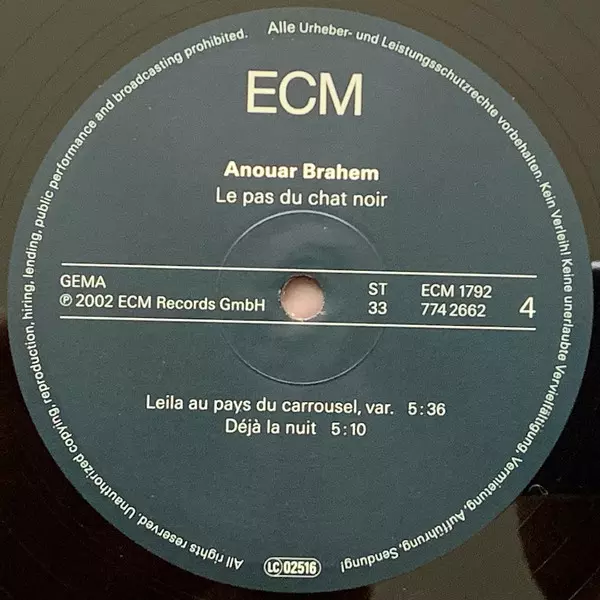 ECM
Anouar Brahem
Le pas du chat noir
GEMA
℗ 2002 ECM Records GmbH
ST
33
ECM 1792
774 2662
4
Leila au pays du carrousel, var. 5:36
Déjà la nuit 5:10
LC 02516
Alle Urheber- und Leistungsschutzrechte vorbehalten. Kein Verleih! Keine unerlaubte Vervielfältigung, Vermietung, Aufführung, Sendung!
All rights reserved. Unauthorized copying, reproduction, hiring, lending, public performance and broadcasting prohibited.